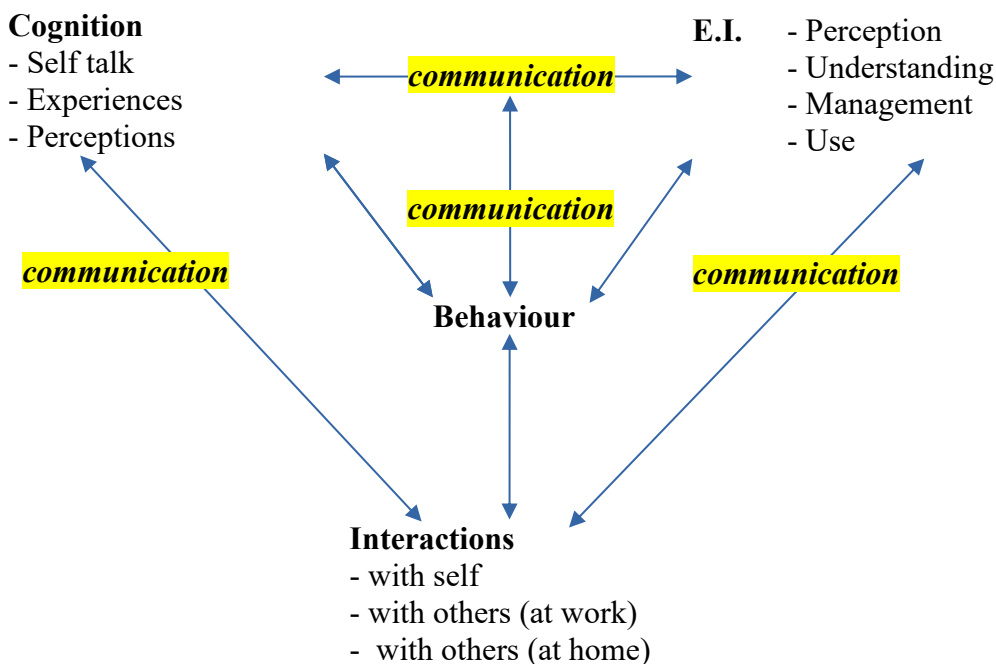 Cognition
- Self talk
- Experiences
- Perceptions
communication
E.I. - Perception
- Understanding
- Management
- Use
communication
communication
communication
Behaviour
Interactions
- with self
- with others (at work)
- with others (at home)